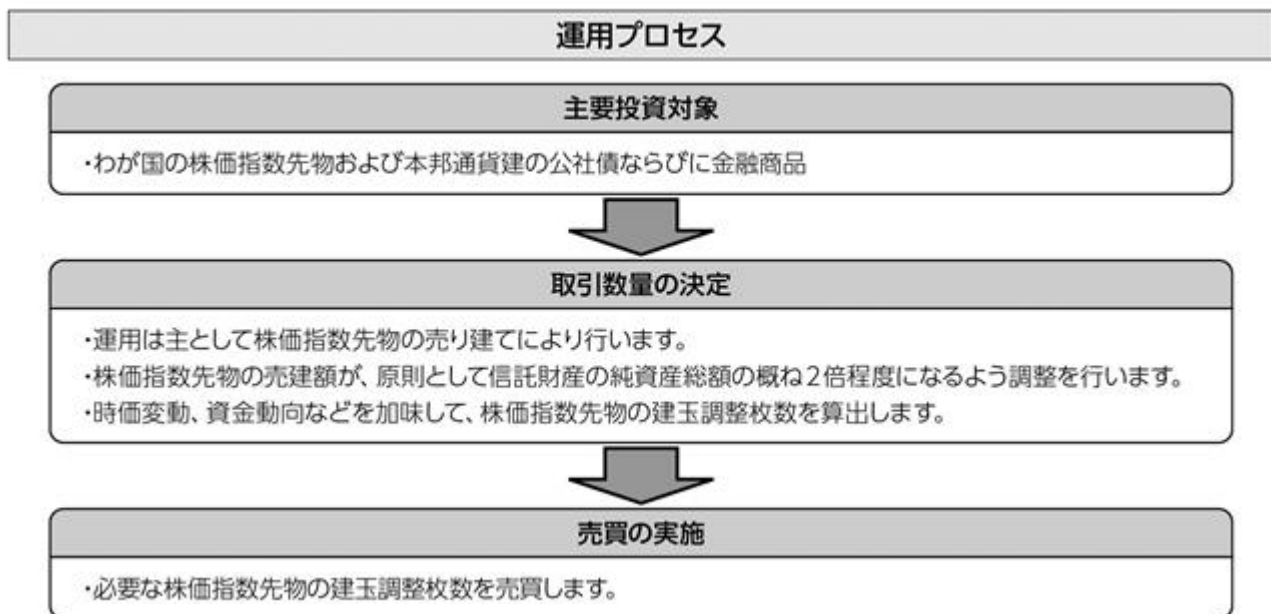 運用プロセス
主要投資対象
・わが国の株価指数先物および本邦通貨建の公社債ならびに金融商品
取引数量の決定
・運用は主として株価指数先物の売り建てにより行います。
・株価指数先物の売建額が、原則として信託財産の純資産総額の概ね2倍程度になるよう調整を行います。
・時価変動、資金動向などを加味して、株価指数先物の建玉調整枚数を算出します。
売買の実施
・必要な株価指数先物の建玉調整枚数を売買します。